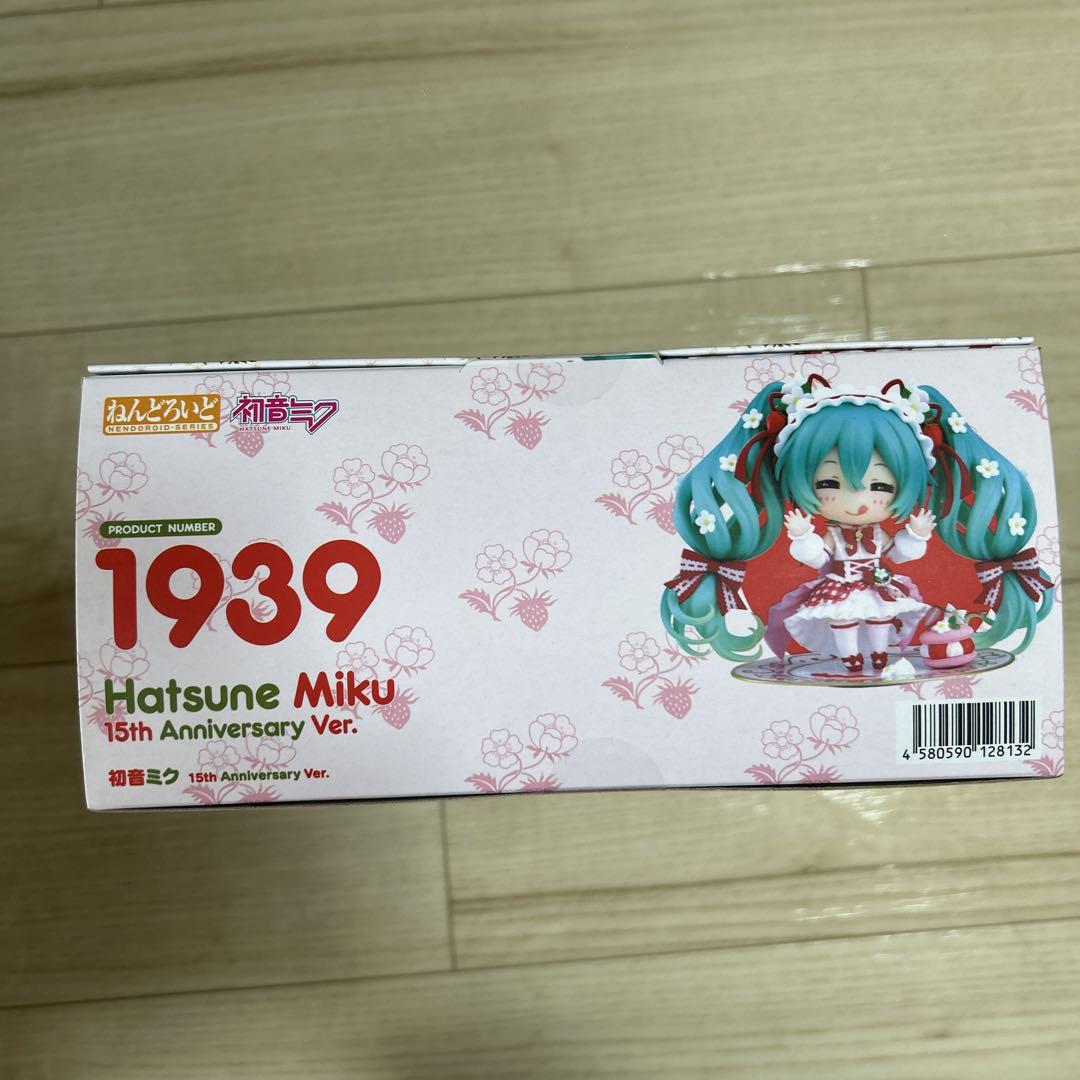 ねんどろいど
NENDOROID-SERIES
初音ミク
HATSUNE MIKU
PRODUCT NUMBER
1939
Hatsune Miku
15th Anniversary Ver.
初音ミク 15th Anniversary Ver.
4 580590 128132